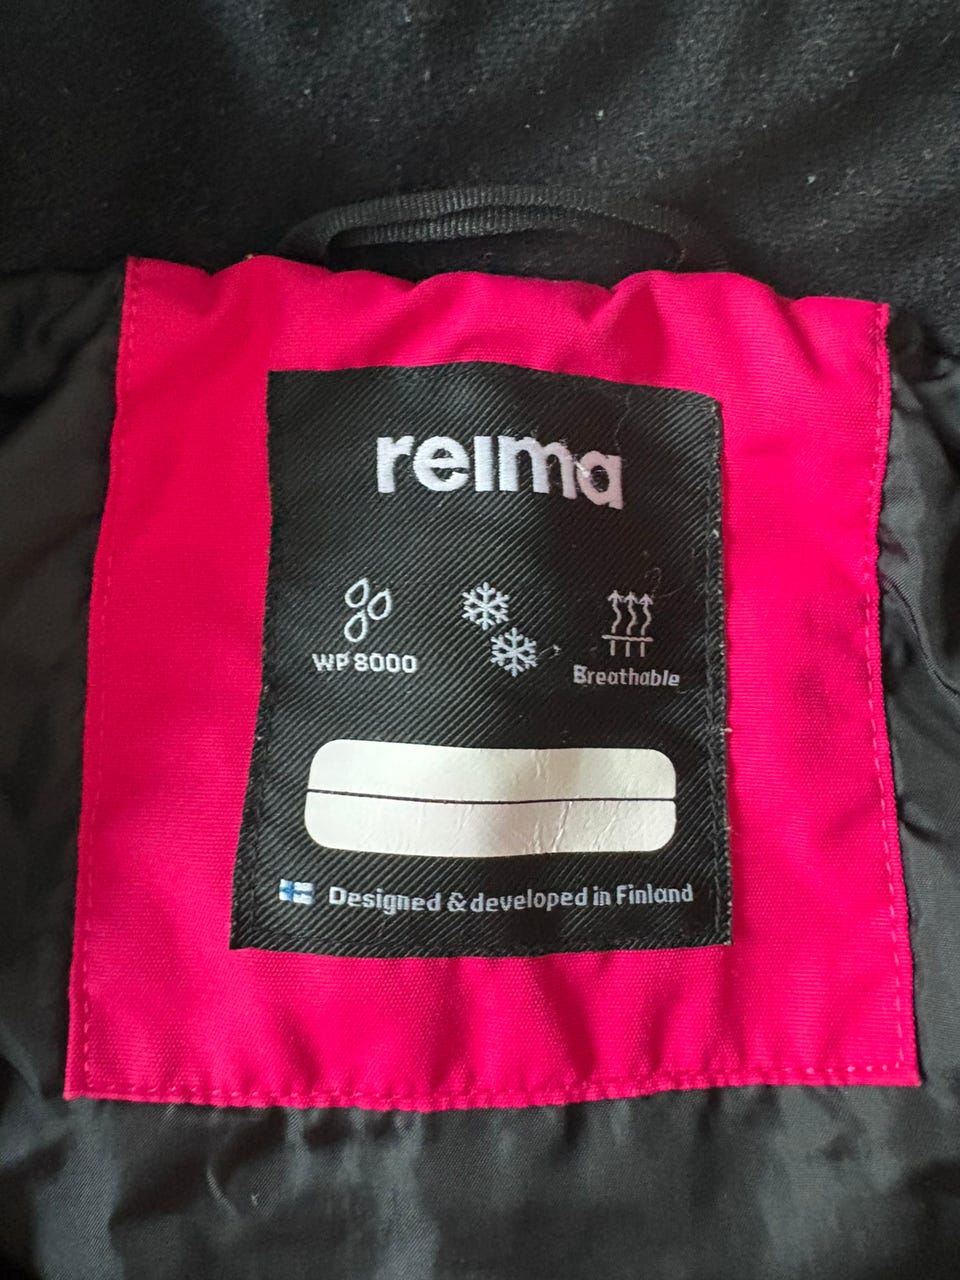 reima
WP 8000
Breathable
Designed & developed in Finland